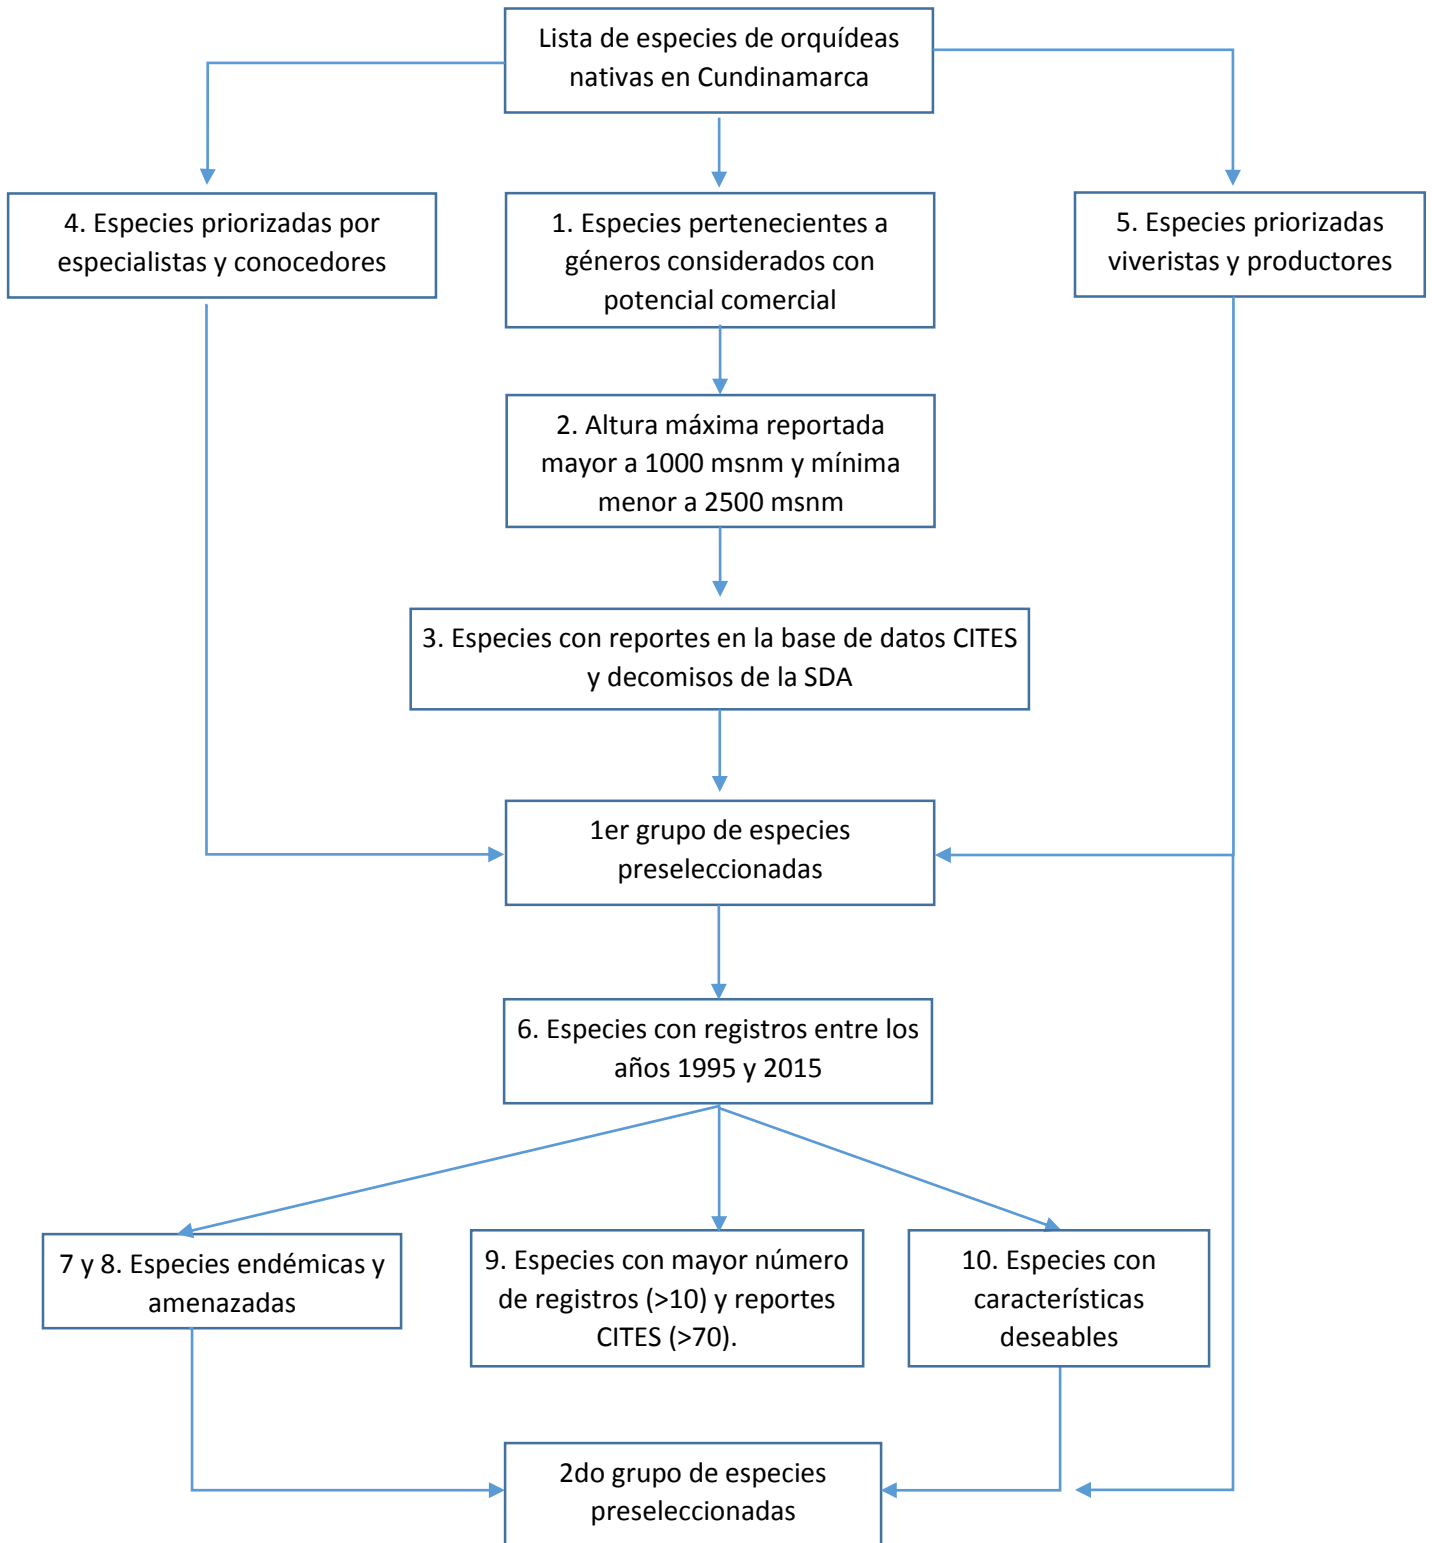 Lista de especies de orquídeas
nativas en Cundinamarca
4. Especies priorizadas por
especialistas y conocedores
1. Especies pertenecientes a
géneros considerados con
potencial comercial
5. Especies priorizadas
viveristas y productores
2. Altura máxima reportada
mayor a 1000 msnm y mínima
menor a 2500 msnm
3. Especies con reportes en la base de datos CITES
y decomisos de la SDA
1er grupo de especies
preseleccionadas
6. Especies con registros entre los
años 1995 y 2015
7 y 8. Especies endémicas y
amenazadas
9. Especies con mayor número
de registros (>10) y reportes
CITES (>70).
10. Especies con
características
deseables
2do grupo de especies
preseleccionadas